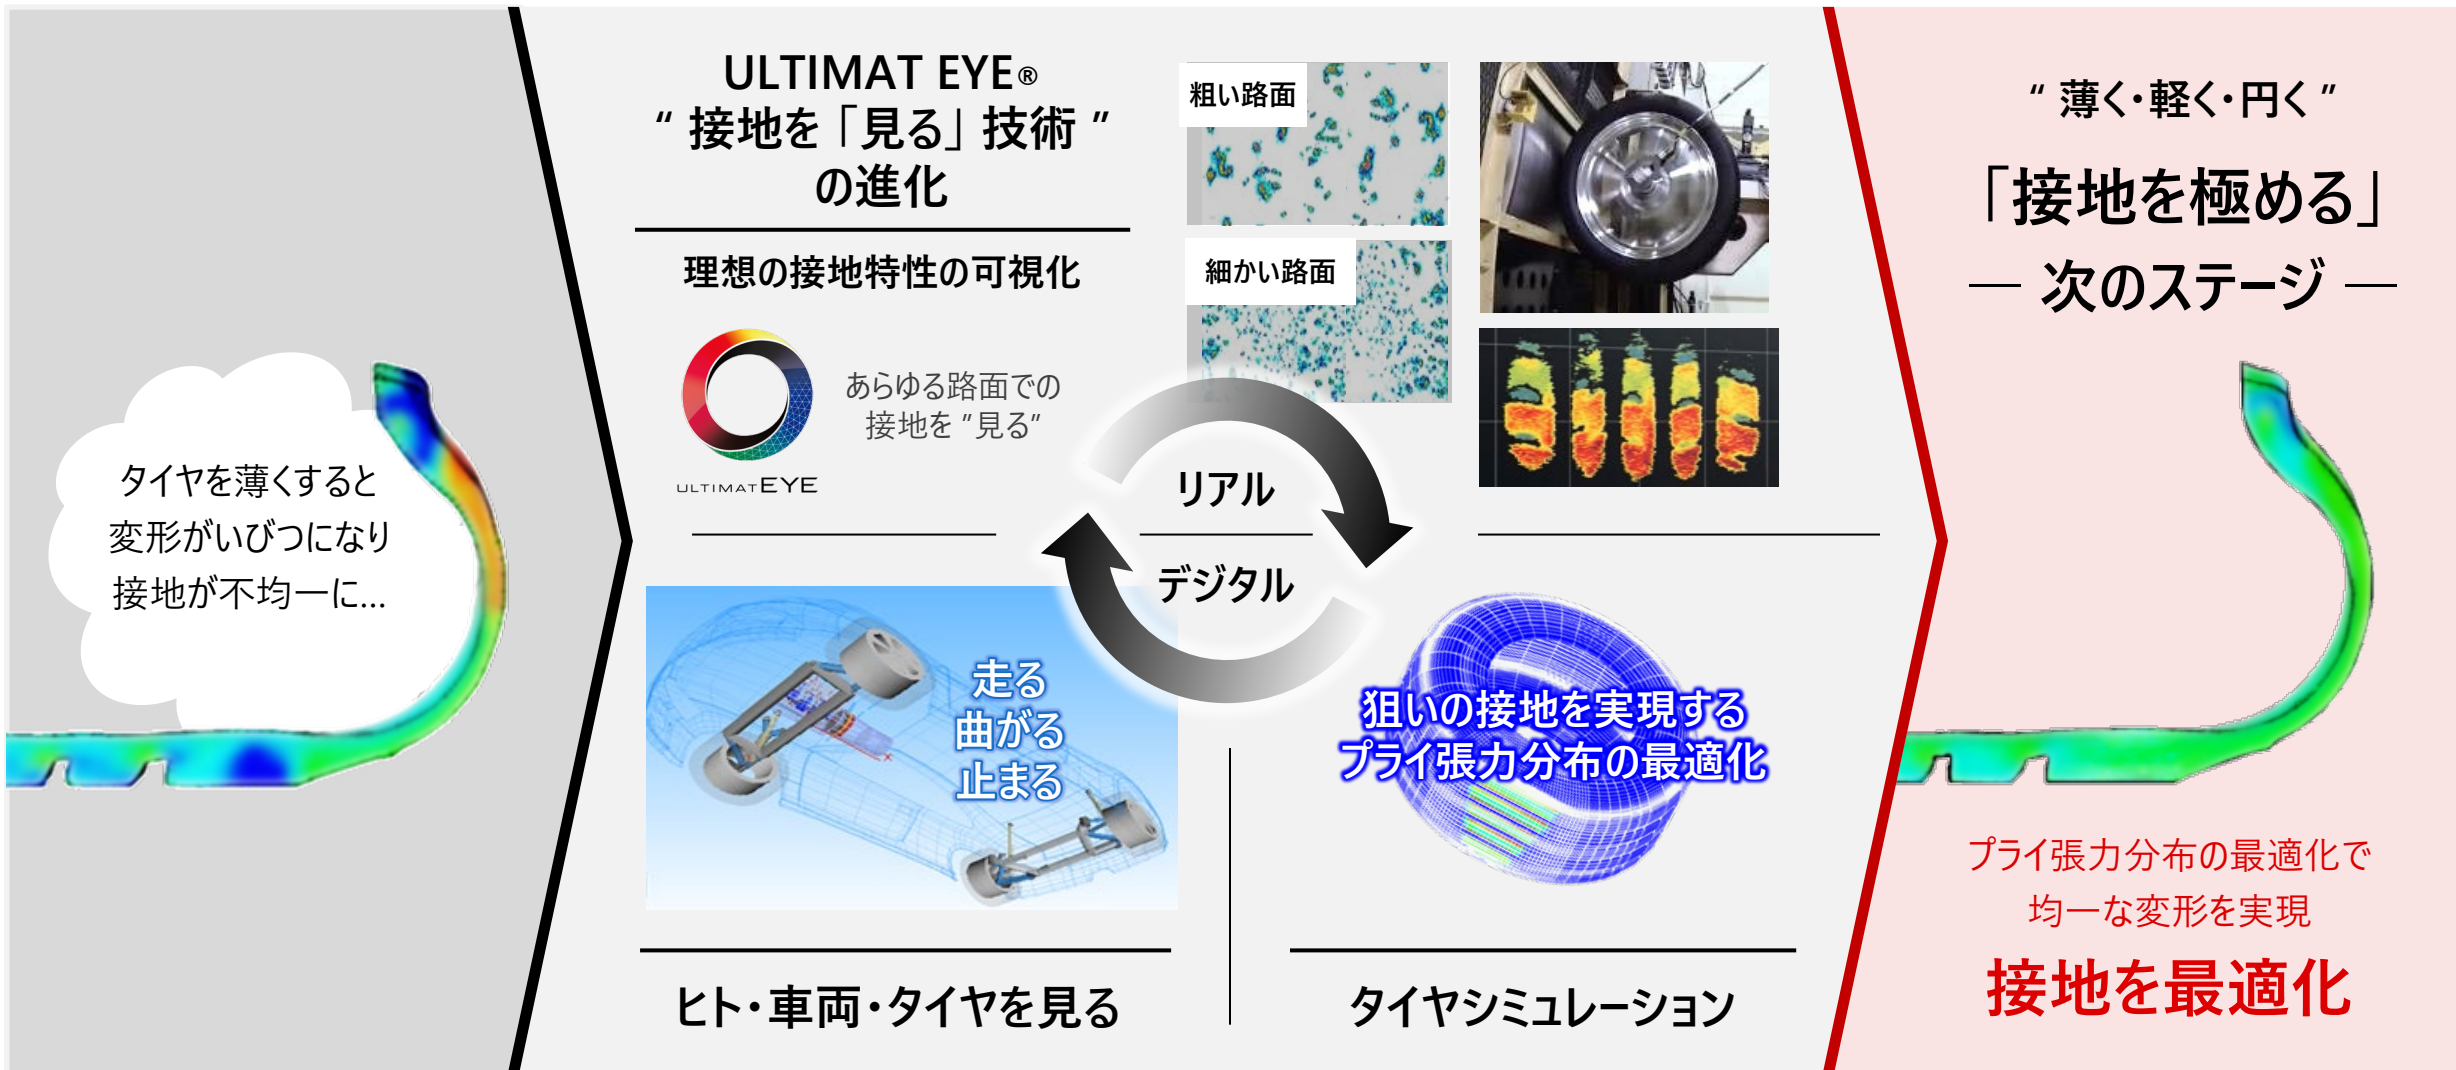 タイヤを薄くすると
変形がいびつになり
接地が不均一に...
ULTIMAT EYE®
“ 接地を「見る」技術 ”
の進化
理想の接地特性の可視化
ULTIMAT EYE
あらゆる路面での
接地を ”見る”
粗い路面
細かい路面
リアル
デジタル
走る
曲がる
止まる
ヒト・車両・タイヤを見る
狙いの接地を実現する
プライ張力分布の最適化
タイヤシミュレーション
“ 薄く・軽く・円く ”
「接地を極める」
― 次のステージ ―
プライ張力分布の最適化で
均一な変形を実現
接地を最適化